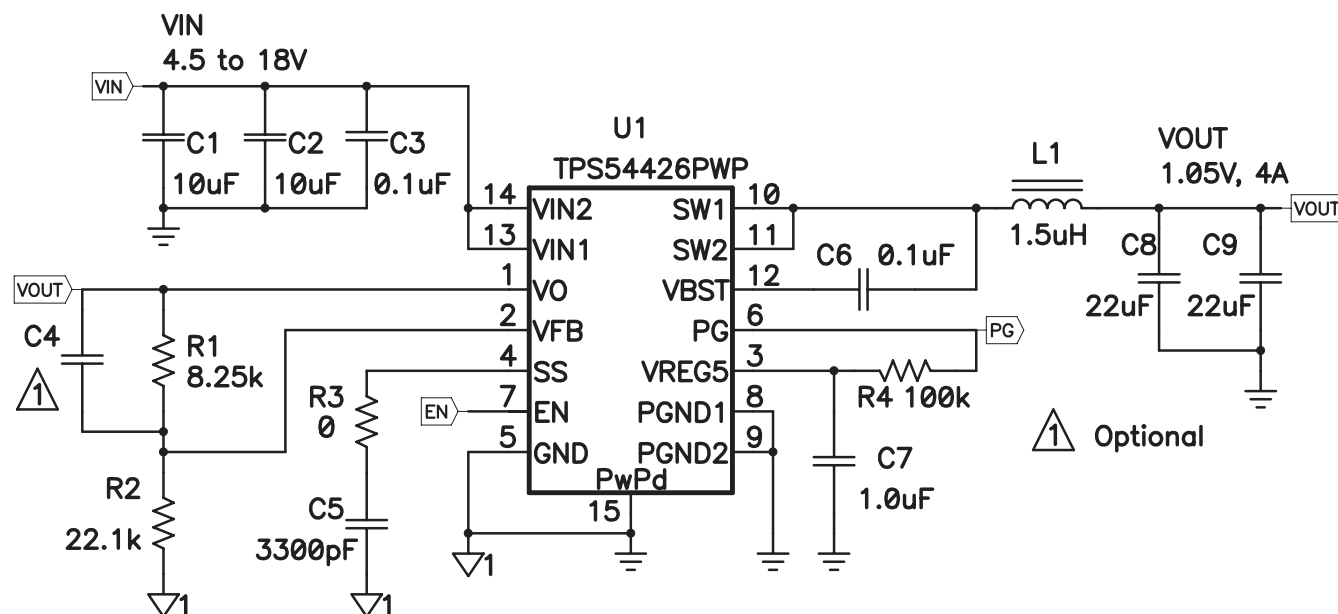 VIN
4.5 to 18V
VIN
C1
10uF
C2
10uF
C3
0.1uF
U1
TPS54426PWP
14 VIN2
13 VIN1
1 VO
2 VFB
4 SS
7 EN
5 GND
SW1 10
SW2 11
VBST 12
PG 6
VREG5 3
PGND1 8
PGND2 9
PwPd
15
L1
1.5uH
VOUT
1.05V, 4A
VOUT
C6 0.1uF
C8
22uF
C9
22uF
PG
R4 100k
C7
1.0uF
1 Optional
VOUT
C4
1
R1
8.25k
R3
0
EN
R2
22.1k
C5
3300pF
1
1
1